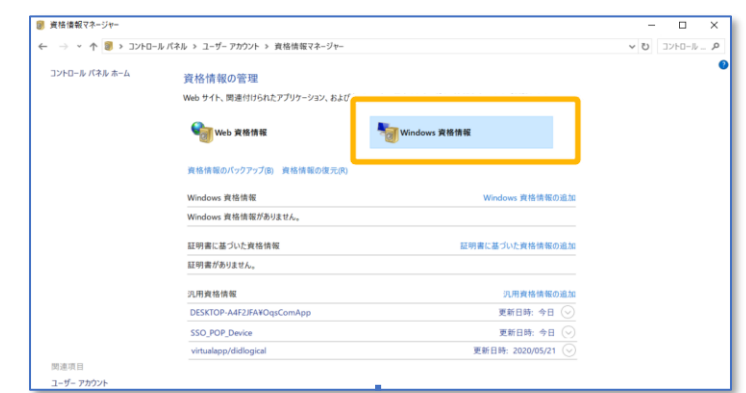 資格情報マネージャー
コントロール パネル > ユーザー アカウント > 資格情報マネージャー
コントロール ...
コントロール パネル ホーム
資格情報の管理
Web サイト、関連付けられたアプリケーション、および
Web 資格情報
Windows 資格情報
資格情報のバックアップ(B) 資格情報の復元(R)
Windows 資格情報 Windows 資格情報の追加
Windows 資格情報がありません。
証明書に基づいた資格情報 証明書に基づいた資格情報の追加
証明書がありません。
汎用資格情報 汎用資格情報の追加
DESKTOP-A4F2JFA¥OqsComApp 更新日時: 今日
SSO_POP_Device 更新日時: 今日
virtualapp/didlogical 更新日時: 2020/05/21
関連項目
ユーザー アカウント